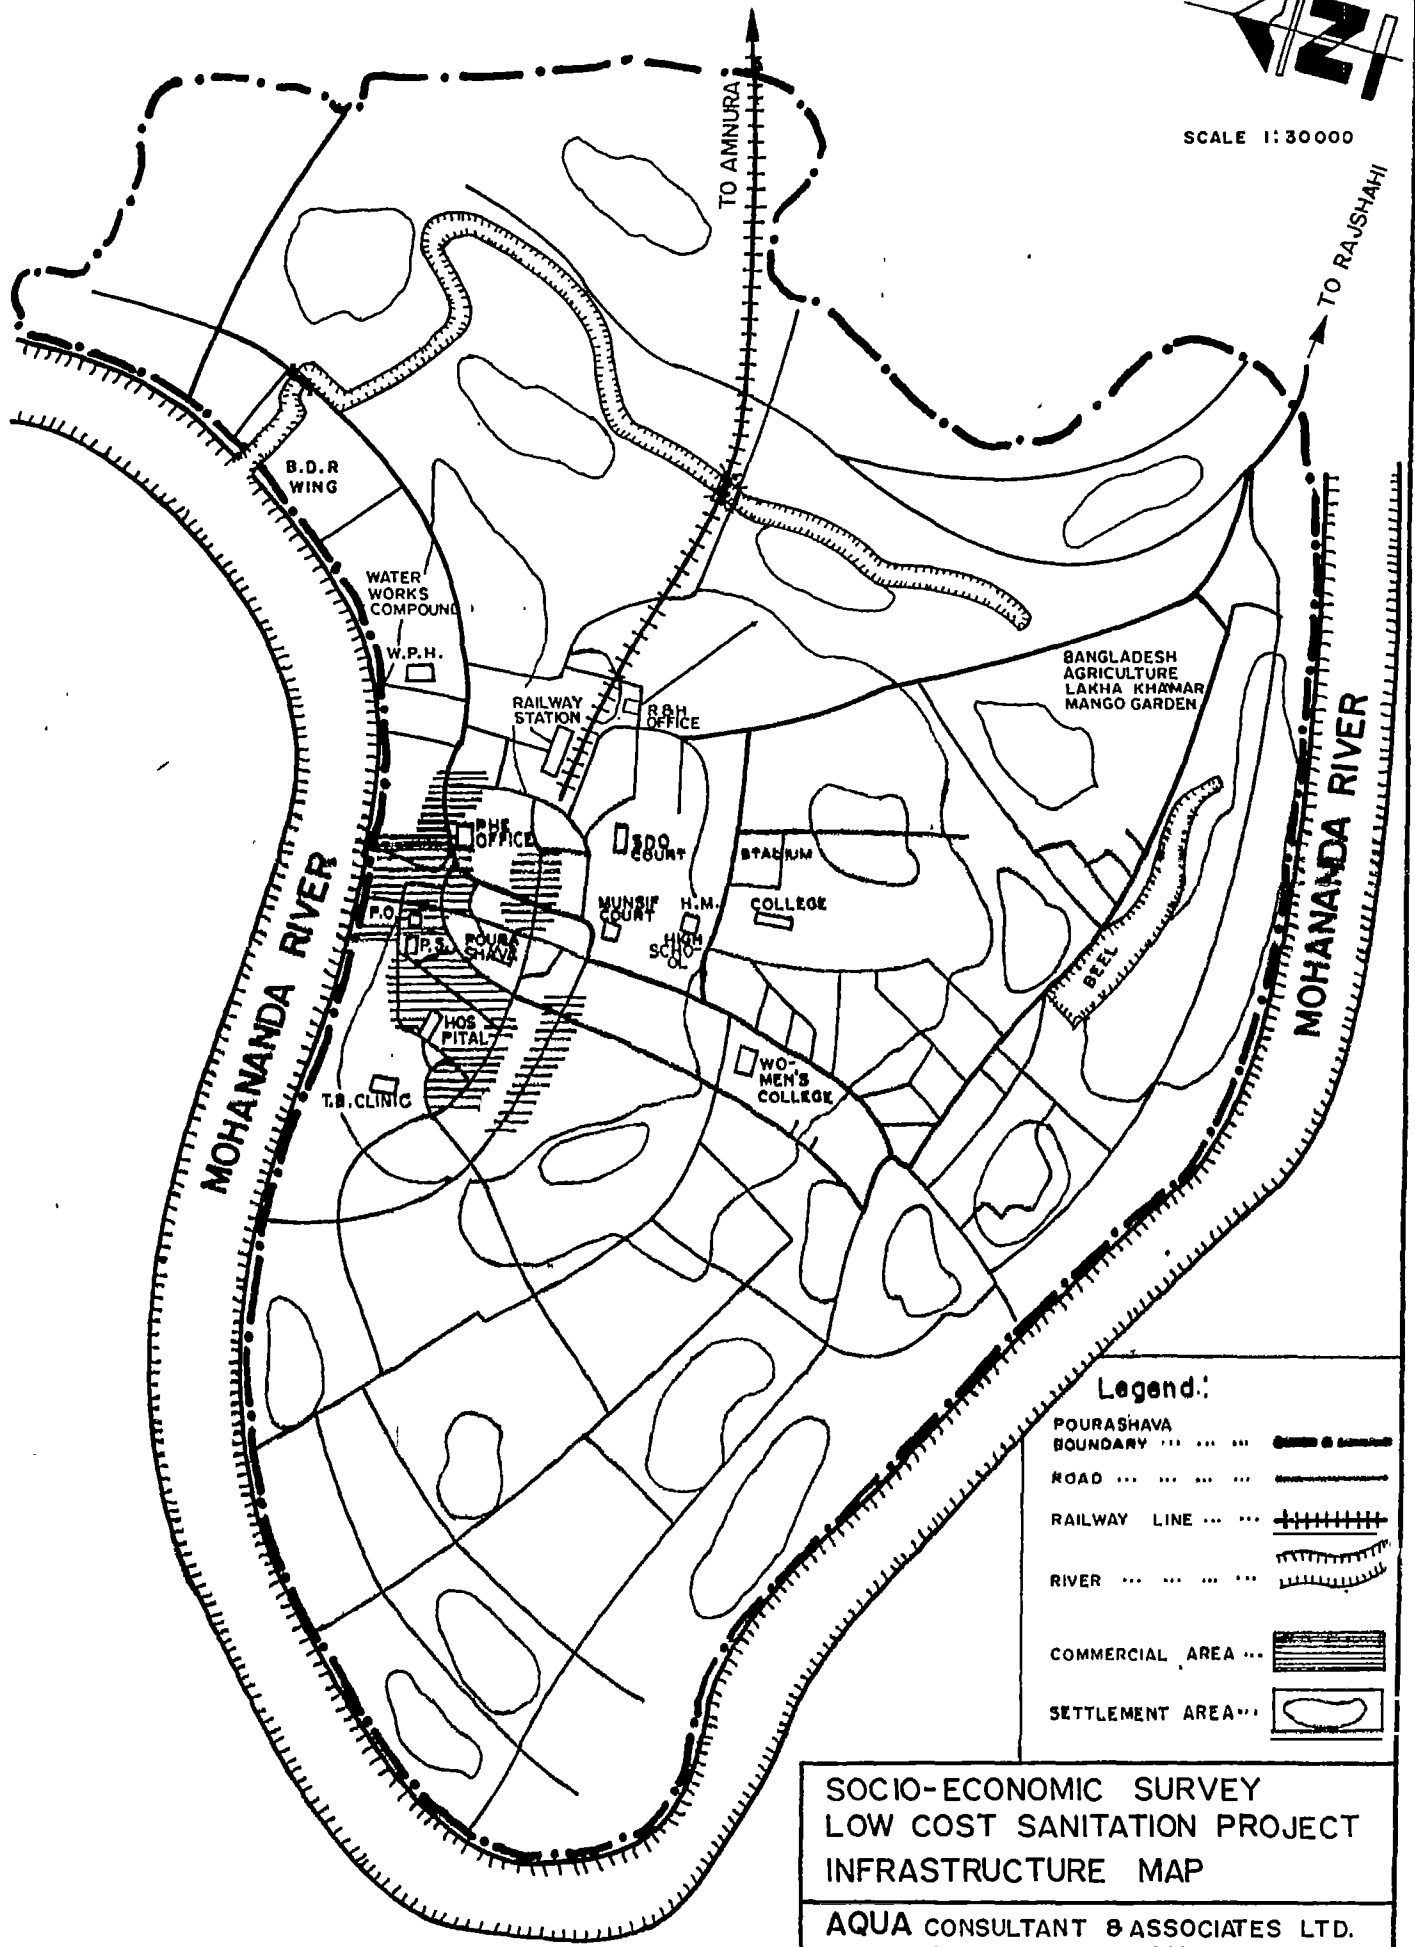 N
SCALE 1:30000
TO AMNURA
TO RAJSHAHI
B.D.R
WING
WATER
WORKS
COMPOUND
W.P.H.
RAILWAY
STATION
R&H
OFFICE
BANGLADESH
AGRICULTURE
LAKHA KHAMAR
MANGO GARDEN
PHE
OFFICE
SDO
COURT
STADIUM
MUNSIF
COURT
H.M.
HIGH
SCHO-
OL
COLLEGE
P.O.
P.S.
POURA
SHAVA
BEEL
HOS
PITAL
T.B. CLINIC
WO-
MEN'S
COLLEGE
MOHANANDA RIVER
MOHANANDA RIVER
Legend:
POURASHAVA
BOUNDARY ... ... ...
ROAD ... ... ... ...
RAILWAY LINE ... ...
RIVER ... ... ... ...
COMMERCIAL AREA ...
SETTLEMENT AREA ...
SOCIO-ECONOMIC SURVEY
LOW COST SANITATION PROJECT
INFRASTRUCTURE MAP
AQUA CONSULTANT & ASSOCIATES LTD.